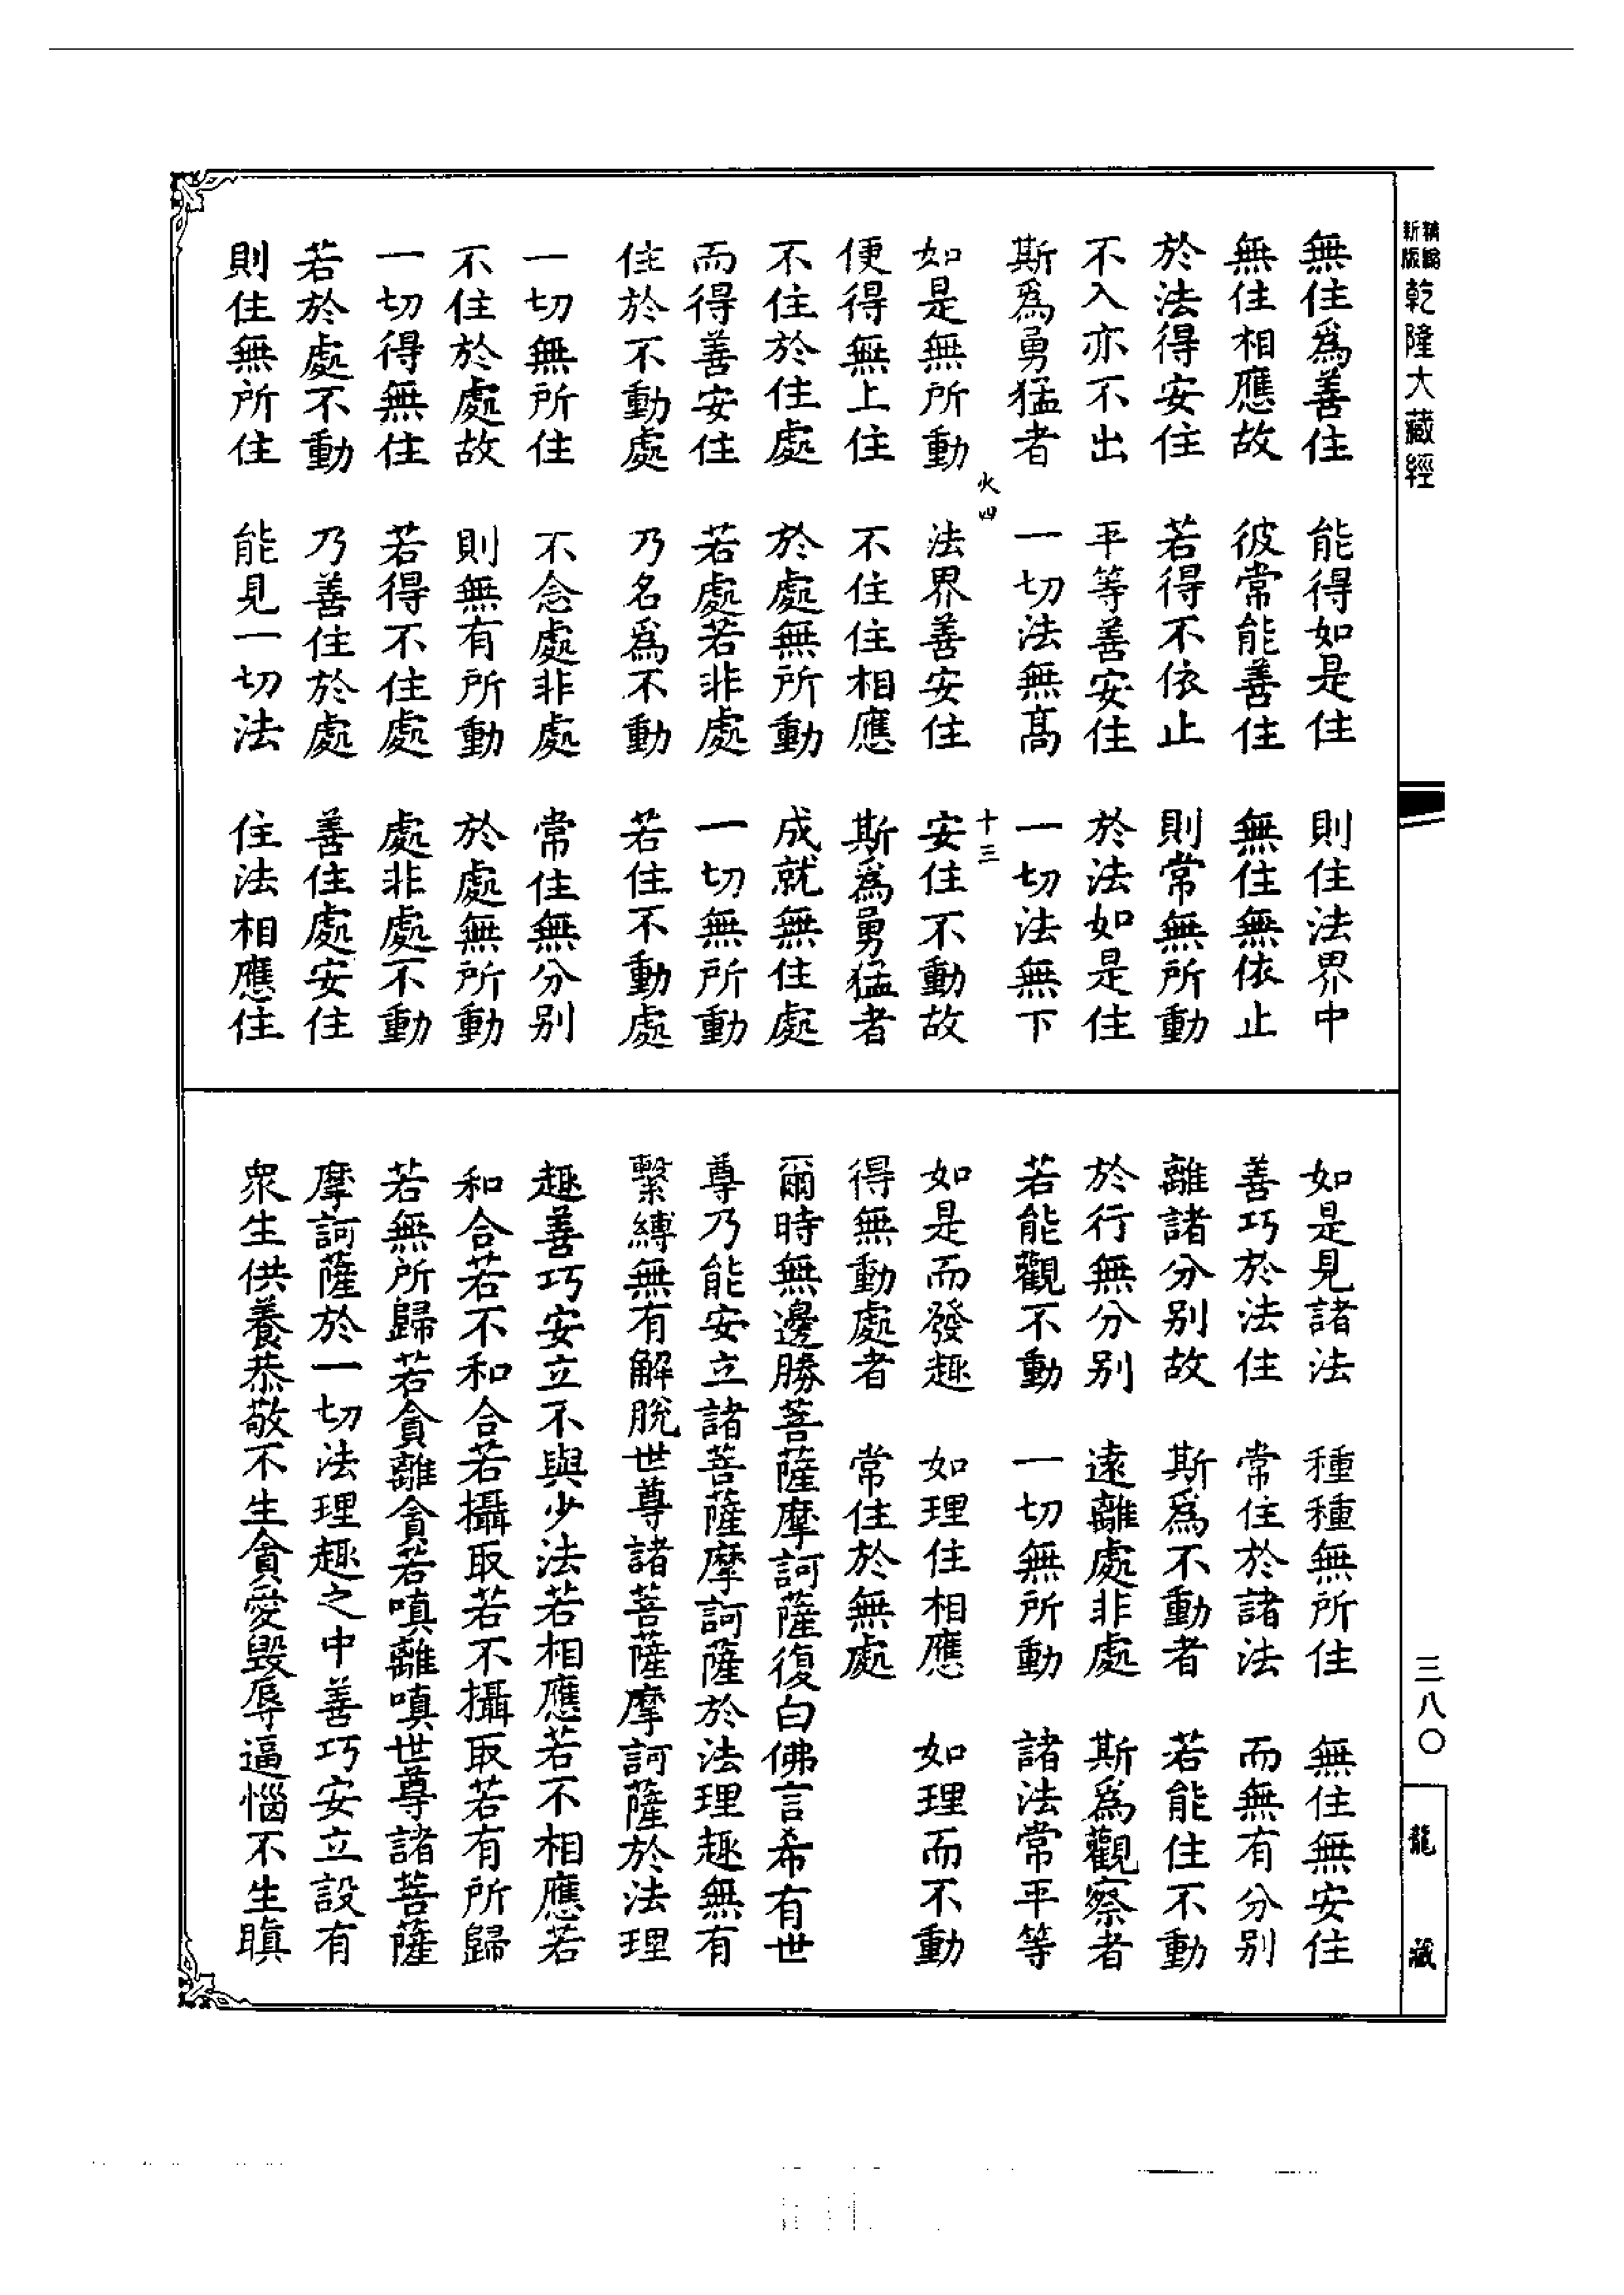 新編縮版乾隆大藏經
無住爲善住 能得如是住 則住法界中
無住相應故 彼常能善住 無住無依止
於法得安住 若得不依止 則常無所動
不入亦不出 平等善安住 於法如是住
斯爲勇猛者 一切法無高 一切法無下
火四 十三
如是無所動 法界善安住 安住不動故
便得無上住 不住住相應 斯爲勇猛者
不住於住處 於處無所動 成就無住處
而得善安住 若處若非處 一切無所動
住於不動處 乃名爲不動 若住不動處
一切無所住 不念處非處 常住無分別
不住於處故 則無有所動 於處無所動
一切得無住 若得不住處 處非處不動
若於處不動 乃善住於處 善住處安住
則住無所住 能見一切法 住法相應住
如是見諸法 種種無所住 無住無安住
善巧於法住 常住於諸法 而無有分別
離諸分別故 斯爲不動者 若能住不動
於行無分別 遠離處非處 斯爲觀察者
若能觀不動 一切無所動 諸法常平等
如是而發趣 如理住相應 如理而不動
得無動處者 常住於無處
爾時無邊勝菩薩摩訶薩復白佛言希有世
尊乃能安立諸菩薩摩訶薩於法理趣無有
繫縛無有解脫世尊諸菩薩摩訶薩於法理
趣善巧安立不與少法若相應若不相應若
和合若不和合若攝取若不攝取若有所歸
若無所歸若貪離貪若嗔離嗔世尊諸菩薩
摩訶薩於一切法理趣之中善巧安立設有
衆生供養恭敬不生貪愛毀辱逼惱不生瞋
三八〇
龍藏